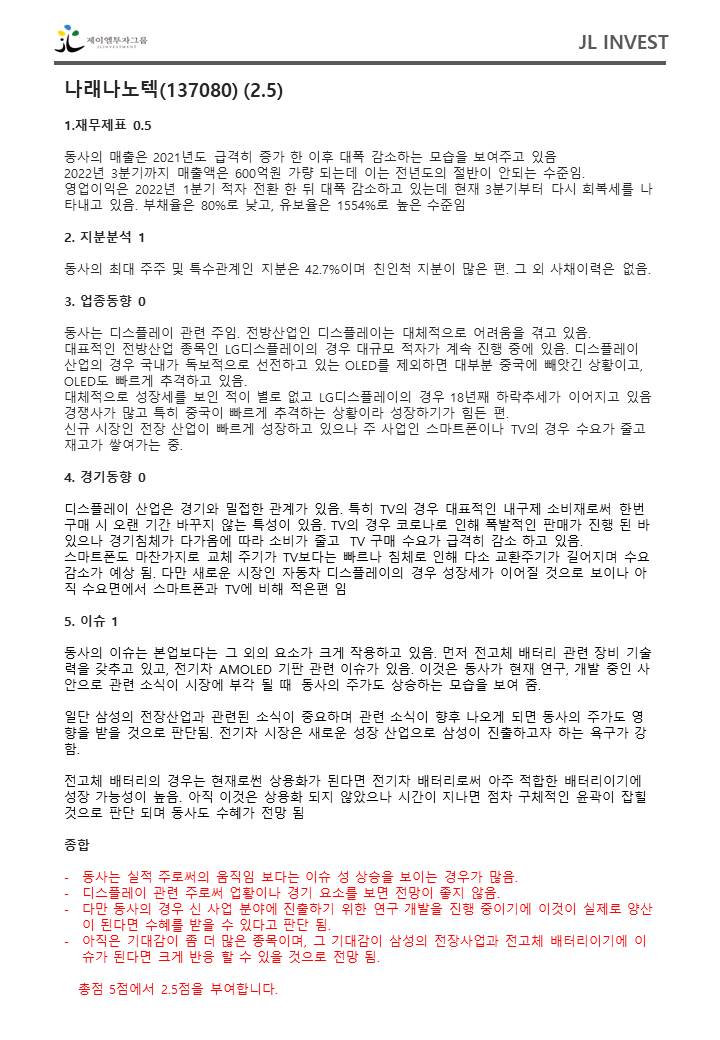 제이엘투자그룹
JLINVESTMENT
JL INVEST
나래나노텍(137080) (2.5)
1.재무제표 0.5
동사의 매출은 2021년도 급격히 증가 한 이후 대폭 감소하는 모습을 보여주고 있음
2022년 3분기까지 매출액은 600억원 가량 되는데 이는 전년도의 절반이 안되는 수준임.
영업이익은 2022년 1분기 적자 전환 한 뒤 대폭 감소하고 있는데 현재 3분기부터 다시 회복세를 나
타내고 있음. 부채율은 80%로 낮고, 유보율은 1554%로 높은 수준임
2. 지분분석 1
동사의 최대 주주 및 특수관계인 지분은 42.7%이며 친인척 지분이 많은 편. 그 외 사채이력은 없음.
3. 업종동향 0
동사는 디스플레이 관련 주임. 전방산업인 디스플레이는 대체적으로 어려움을 겪고 있음.
대표적인 전방산업 종목인 LG디스플레이의 경우 대규모 적자가 계속 진행 중에 있음. 디스플레이
산업의 경우 국내가 독보적으로 선전하고 있는 OLED를 제외하면 대부분 중국에 빼앗긴 상황이고,
OLED도 빠르게 추격하고 있음.
대체적으로 성장세를 보인 적이 별로 없고 LG디스플레이의 경우 18년째 하락추세가 이어지고 있음
경쟁사가 많고 특히 중국이 빠르게 추격하는 상황이라 성장하기가 힘든 편.
신규 시장인 전장 산업이 빠르게 성장하고 있으나 주 사업인 스마트폰이나 TV의 경우 수요가 줄고
재고가 쌓여가는 중.
4. 경기동향 0
디스플레이 산업은 경기와 밀접한 관계가 있음. 특히 TV의 경우 대표적인 내구제 소비재로써 한번
구매 시 오랜 기간 바꾸지 않는 특성이 있음. TV의 경우 코로나로 인해 폭발적인 판매가 진행 된 바
있으나 경기침체가 다가옴에 따라 소비가 줄고 TV 구매 수요가 급격히 감소 하고 있음.
스마트폰도 마찬가지로 교체 주기가 TV보다는 빠르나 침체로 인해 다소 교환주기가 길어지며 수요
감소가 예상 됨. 다만 새로운 시장인 자동차 디스플레이의 경우 성장세가 이어질 것으로 보이나 아
직 수요면에서 스마트폰과 TV에 비해 적은편 임
5. 이슈 1
동사의 이슈는 본업보다는 그 외의 요소가 크게 작용하고 있음. 먼저 전고체 배터리 관련 장비 기술
력을 갖추고 있고, 전기차 AMOLED 기판 관련 이슈가 있음. 이것은 동사가 현재 연구, 개발 중인 사
안으로 관련 소식이 시장에 부각 될 때 동사의 주가도 상승하는 모습을 보여 줌.
일단 삼성의 전장산업과 관련된 소식이 중요하며 관련 소식이 향후 나오게 되면 동사의 주가도 영
향을 받을 것으로 판단됨. 전기차 시장은 새로운 성장 산업으로 삼성이 진출하고자 하는 욕구가 강
함.
전고체 배터리의 경우는 현재로썬 상용화가 된다면 전기차 배터리로써 아주 적합한 배터리이기에
성장 가능성이 높음. 아직 이것은 상용화 되지 않았으나 시간이 지나면 점차 구체적인 윤곽이 잡힐
것으로 판단 되며 동사도 수혜가 전망 됨
종합
- 동사는 실적 주로써의 움직임 보다는 이슈 성 상승을 보이는 경우가 많음.
- 디스플레이 관련 주로써 업황이나 경기 요소를 보면 전망이 좋지 않음.
- 다만 동사의 경우 신 사업 분야에 진출하기 위한 연구 개발을 진행 중이기에 이것이 실제로 양산
이 된다면 수혜를 받을 수 있다고 판단 됨.
- 아직은 기대감이 좀 더 많은 종목이며, 그 기대감이 삼성의 전장사업과 전고체 배터리이기에 이
슈가 된다면 크게 반응 할 수 있을 것으로 전망 됨.
총점 5점에서 2.5점을 부여합니다.